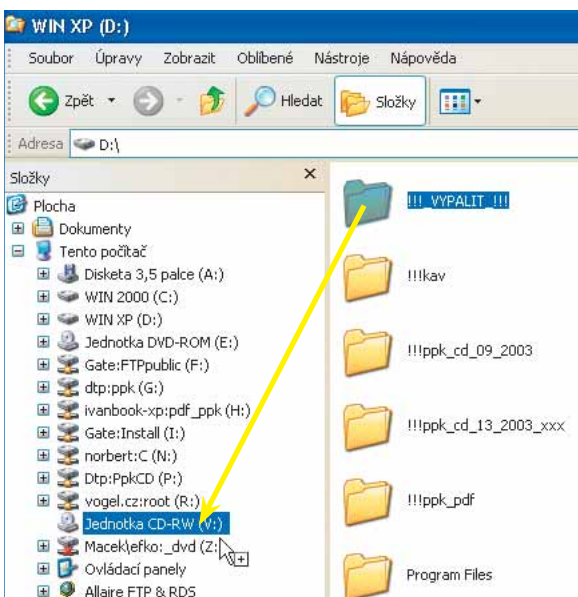 WIN XP (D:)
Soubor Úpravy Zobrazit Oblíbené Nástroje Nápověda
Zpět Hledat Složky
Adresa D:\
Složky
Plocha
Dokumenty
Tento počítač
Disketa 3,5 palce (A:)
WIN 2000 (C:)
WIN XP (D:)
Jednotka DVD-ROM (E:)
Gate:FTPpublic (F:)
dtp:ppk (G:)
ivanbook-xp:pdf_ppk (H:)
Gate:Install (I:)
norbert:C (N:)
Dtp:PpkCD (P:)
vogel.cz:root (R:)
Jednotka CD-RW (V:)
Macek\efko:_dvd (Z:
Ovládací panely
Allaire FTP & RDS
!!!_VYPALIT_!!!
!!!kav
!!!ppk_cd_09_2003
!!!ppk_cd_13_2003_xxx
!!!ppk_pdf
Program Files